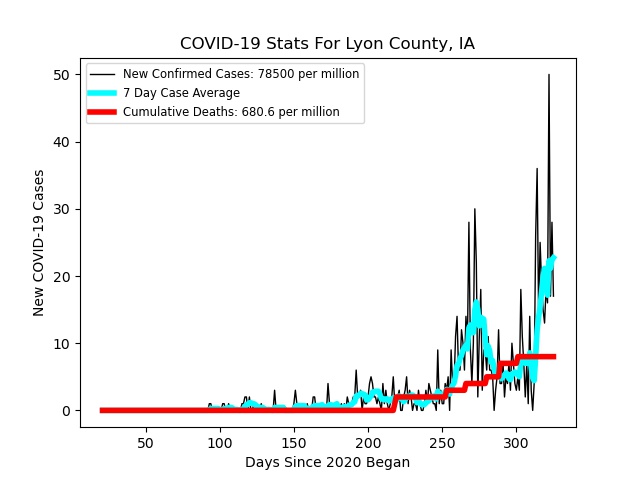 COVID-19 Stats For Lyon County, IA
New Confirmed Cases: 78500 per million
7 Day Case Average
Cumulative Deaths: 680.6 per million
New COVID-19 Cases
50
40
30
20
10
0
50 100 150 200 250 300
Days Since 2020 Began